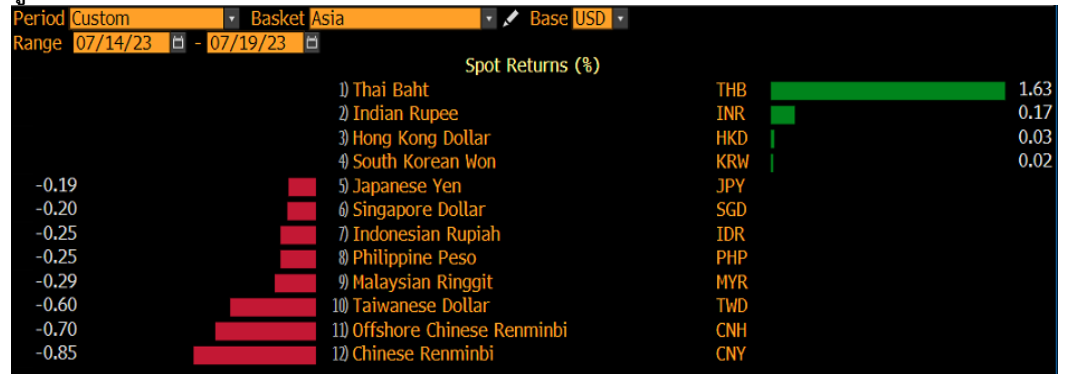 Period Custom Basket Asia Base USD
Range 07/14/23 - 07/19/23
Spot Returns (%)
1) Thai Baht THB 1.63
2) Indian Rupee INR 0.17
3) Hong Kong Dollar HKD 0.03
4) South Korean Won KRW 0.02
-0.19 5) Japanese Yen JPY
-0.20 6) Singapore Dollar SGD
-0.25 7) Indonesian Rupiah IDR
-0.25 8) Philippine Peso PHP
-0.29 9) Malaysian Ringgit MYR
-0.60 10) Taiwanese Dollar TWD
-0.70 11) Offshore Chinese Renminbi CNH
-0.85 12) Chinese Renminbi CNY